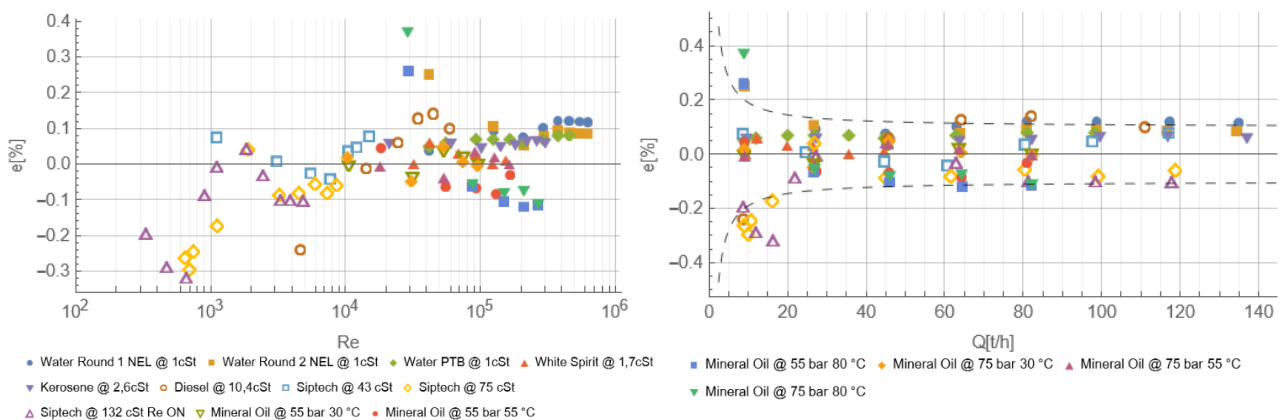 0.4
0.3
0.2
0.1
0.0
−0.1
−0.2
−0.3
e[%]
10² 10³ 10⁴ 10⁵ 10⁶
Re
0.4
0.2
0.0
−0.2
−0.4
e[%]
0 20 40 60 80 100 120 140
Q[t/h]
Water Round 1 NEL @ 1cSt Water Round 2 NEL @ 1cSt Water PTB @ 1cSt White Spirit @ 1,7cSt
Kerosene @ 2,6cSt Diesel @ 10,4cSt Siptech @ 43 cSt Siptech @ 75 cSt
Siptech @ 132 cSt Re ON Mineral Oil @ 55 bar 30 °C Mineral Oil @ 55 bar 55 °C
Mineral Oil @ 55 bar 80 °C Mineral Oil @ 75 bar 30 °C Mineral Oil @ 75 bar 55 °C
Mineral Oil @ 75 bar 80 °C